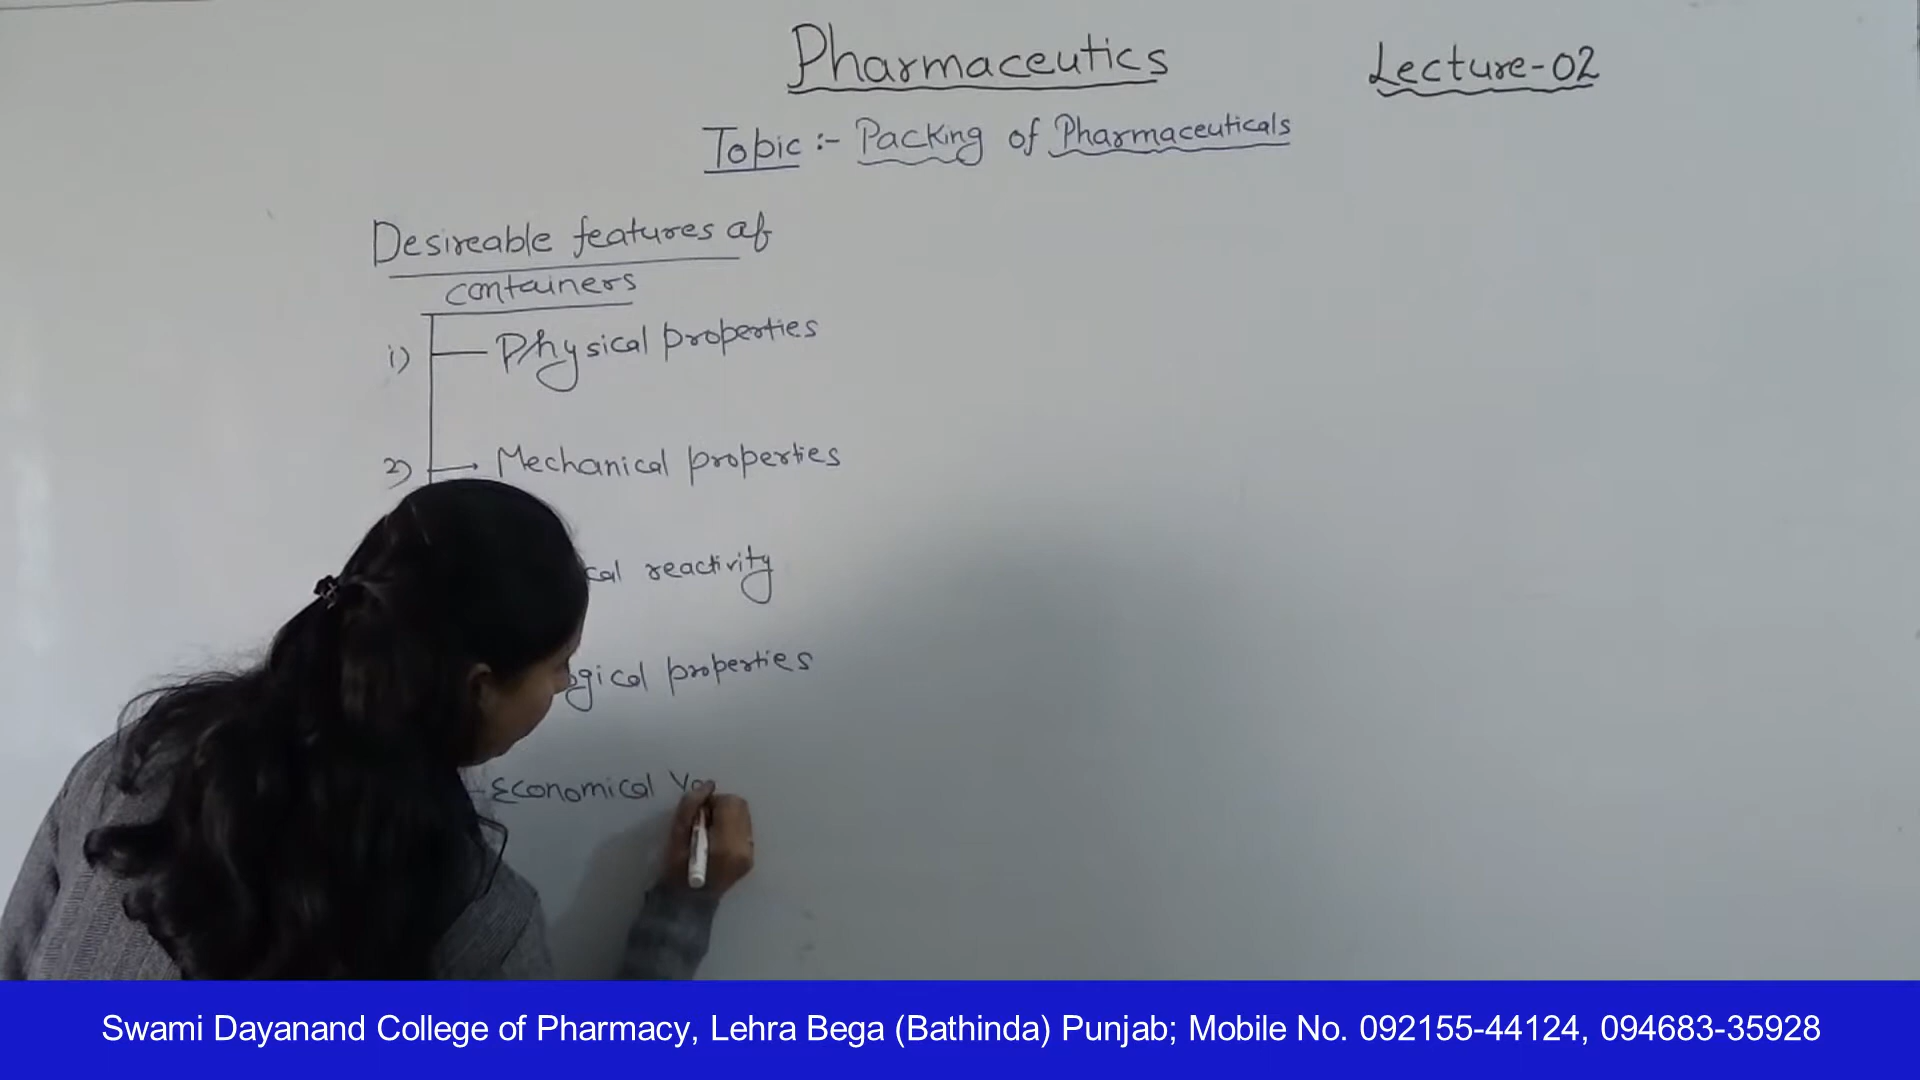 Pharmaceutics
Lecture-02
Topic :- Packing of Pharmaceuticals
Desireable features of
containers
i) Physical properties
2) Mechanical properties
reactivity
properties
Economical
Swami Dayanand College of Pharmacy, Lehra Bega (Bathinda) Punjab; Mobile No. 092155-44124, 094683-35928